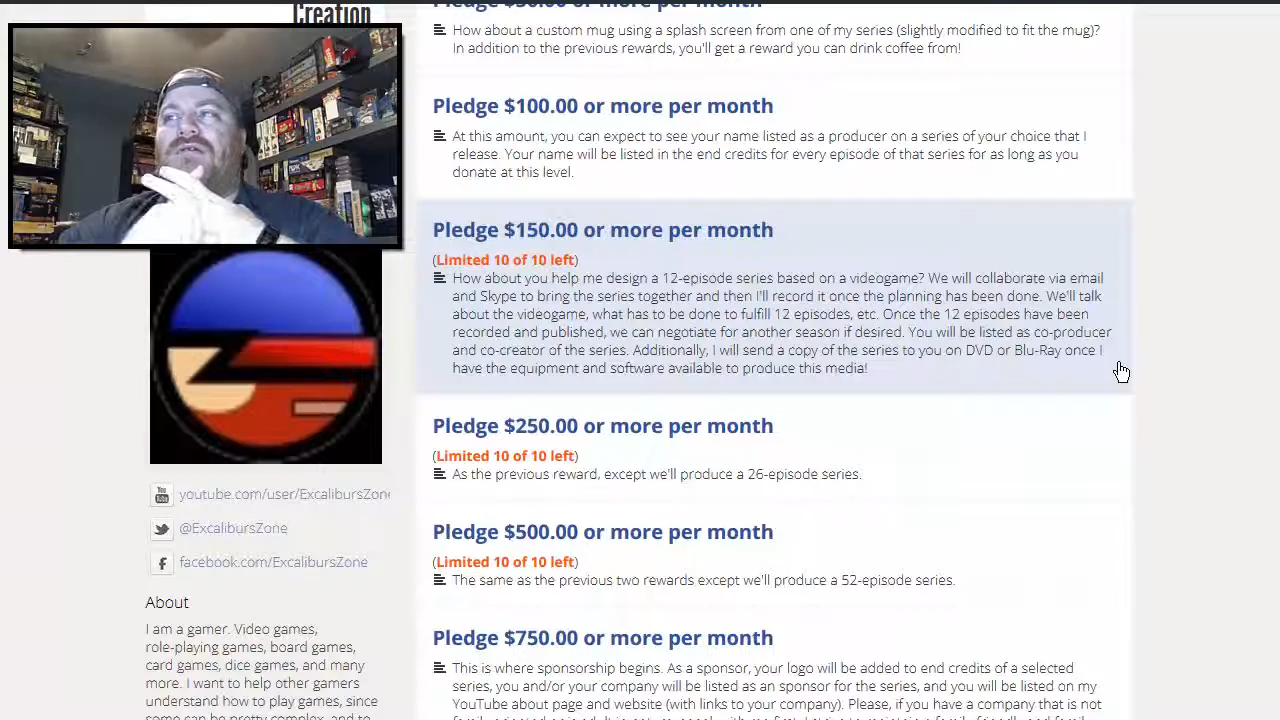 Creation
Pledge $50.00 or more per month
How about a custom mug using a splash screen from one of my series (slightly modified to fit the mug)?
In addition to the previous rewards, you'll get a reward you can drink coffee from!
Pledge $100.00 or more per month
At this amount, you can expect to see your name listed as a producer on a series of your choice that I
release. Your name will be listed in the end credits for every episode of that series for as long as you
donate at this level.
Pledge $150.00 or more per month
(Limited 10 of 10 left)
How about you help me design a 12-episode series based on a videogame? We will collaborate via email
and Skype to bring the series together and then I'll record it once the planning has been done. We'll talk
about the videogame, what has to be done to fulfill 12 episodes, etc. Once the 12 episodes have been
recorded and published, we can negotiate for another season if desired. You will be listed as co-producer
and co-creator of the series. Additionally, I will send a copy of the series to you on DVD or Blu-Ray once I
have the equipment and software available to produce this media!
Pledge $250.00 or more per month
(Limited 10 of 10 left)
As the previous reward, except we'll produce a 26-episode series.
Pledge $500.00 or more per month
(Limited 10 of 10 left)
The same as the previous two rewards except we'll produce a 52-episode series.
Pledge $750.00 or more per month
This is where sponsorship begins. As a sponsor, your logo will be added to end credits of a selected
series, you and/or your company will be listed as an sponsor for the series, and you will be listed on my
YouTube about page and website (with links to your company). Please, if you have a company that is not
You Tube
youtube.com/user/ExcalibursZone
@ExcalibursZone
facebook.com/ExcalibursZone
About
I am a gamer. Video games,
role-playing games, board games,
card games, dice games, and many
more. I want to help other gamers
understand how to play games, since
some can be pretty complex, and to